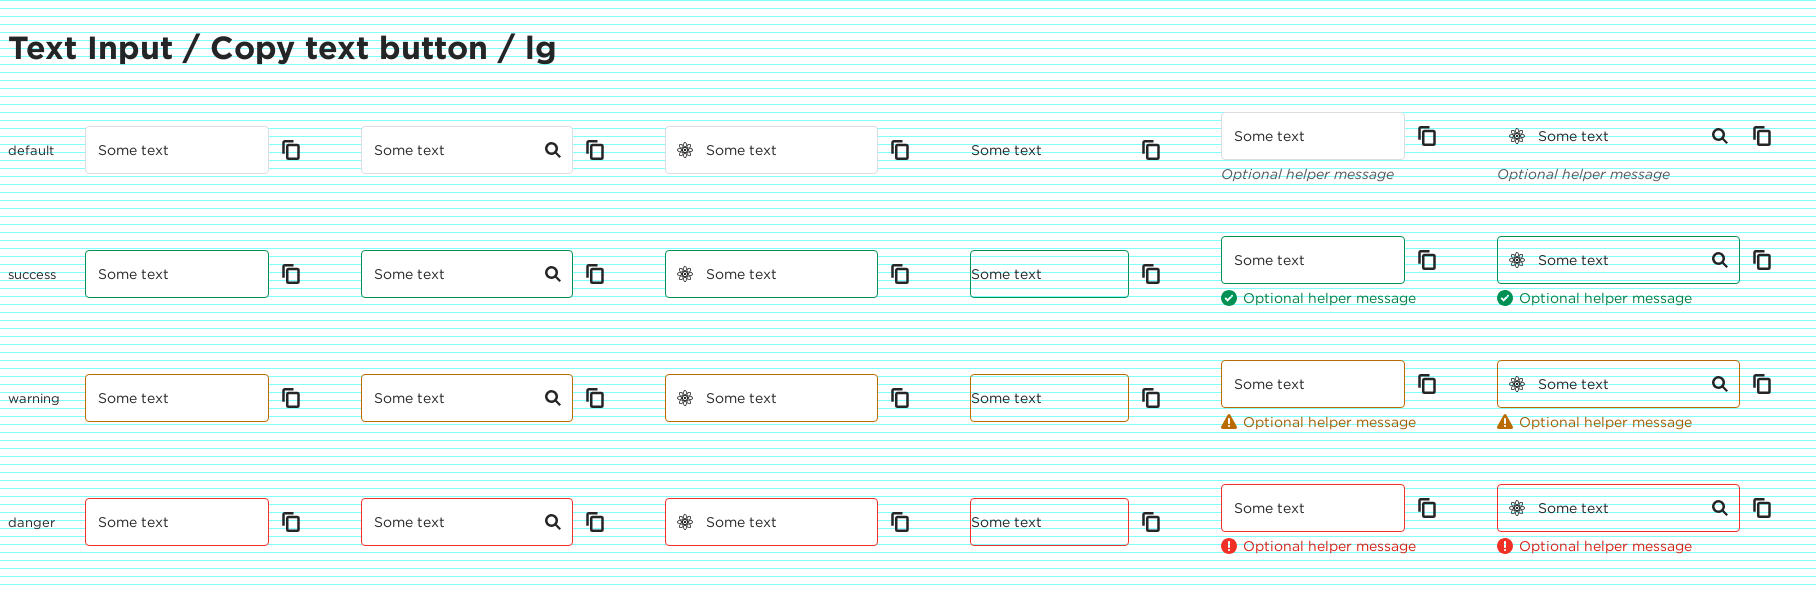 Text Input / Copy text button / lg
default Some text Some text Some text Some text Some text Some text
Optional helper message Optional helper message
success Some text Some text Some text Some text Some text Some text
Optional helper message Optional helper message
warning Some text Some text Some text Some text Some text Some text
Optional helper message Optional helper message
danger Some text Some text Some text Some text Some text Some text
Optional helper message Optional helper message